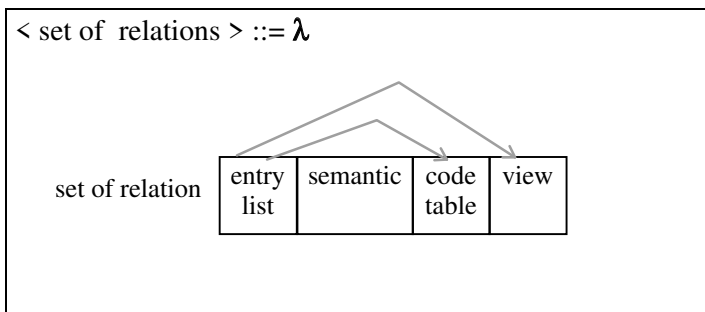 < set of relations > ::= λ
set of relation
entry list
semantic
code table
view